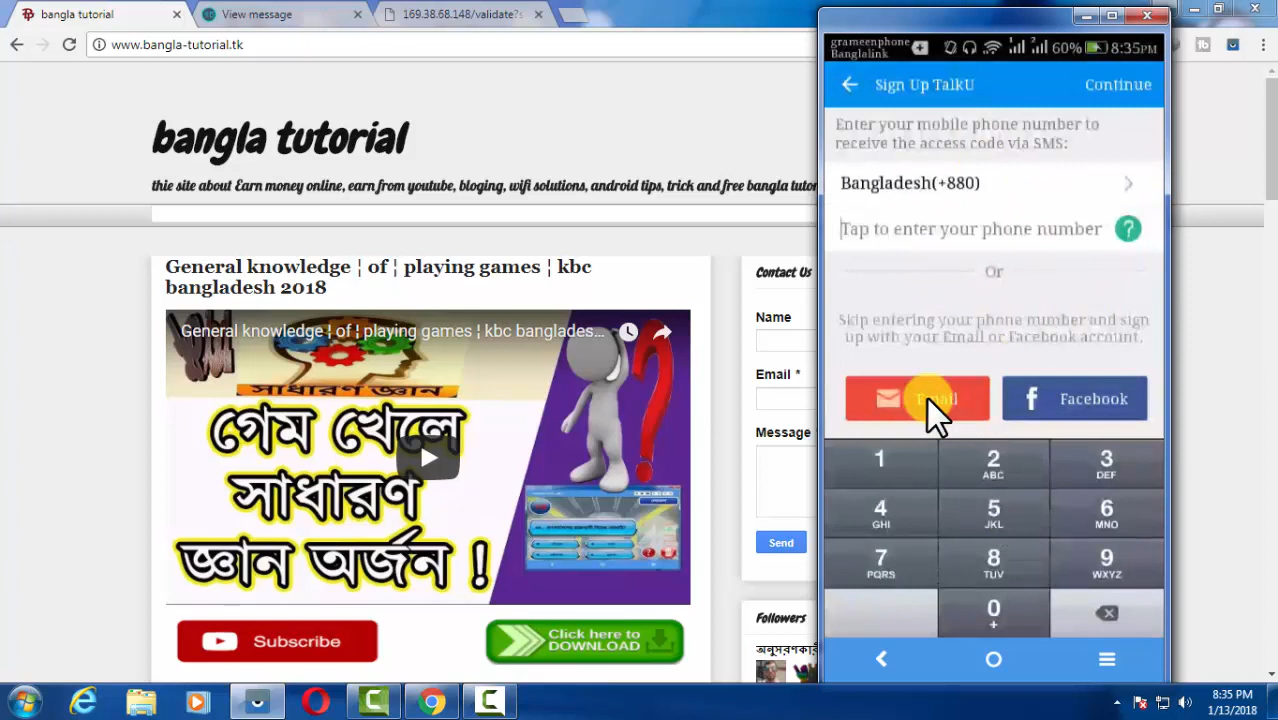 bangla tutorial
View message
169.38.68.148/validate?s
www.bangla-tutorial.tk
bangla tutorial
thie site about Earn money online, earn from youtube, bloging, wifi solutions, android tips, trick and free bangla tutor
General knowledge ¦ of ¦ playing games ¦ kbc
bangladesh 2018
General knowledge ¦ of ¦ playing games ¦ kbc banglades...
সাধারণ জ্ঞান
গেম খেলে
সাধারণ
জ্ঞান অর্জন !
Subscribe
Click here to
DOWNLOAD
Contact Us
Name
Email *
Message
Send
Followers
অনুসরণকারী
grameenphone
Banglalink
60%
8:35PM
Sign Up TalkU
Continue
Enter your mobile phone number to
receive the access code via SMS:
Bangladesh(+880)
Tap to enter your phone number
?
Or
Skip entering your phone number and sign
up with your Email or Facebook account.
Email
Facebook
1
2
ABC
3
DEF
4
GHI
5
JKL
6
MNO
7
PQRS
8
TUV
9
WXYZ
0
+
8:35 PM
1/13/2018